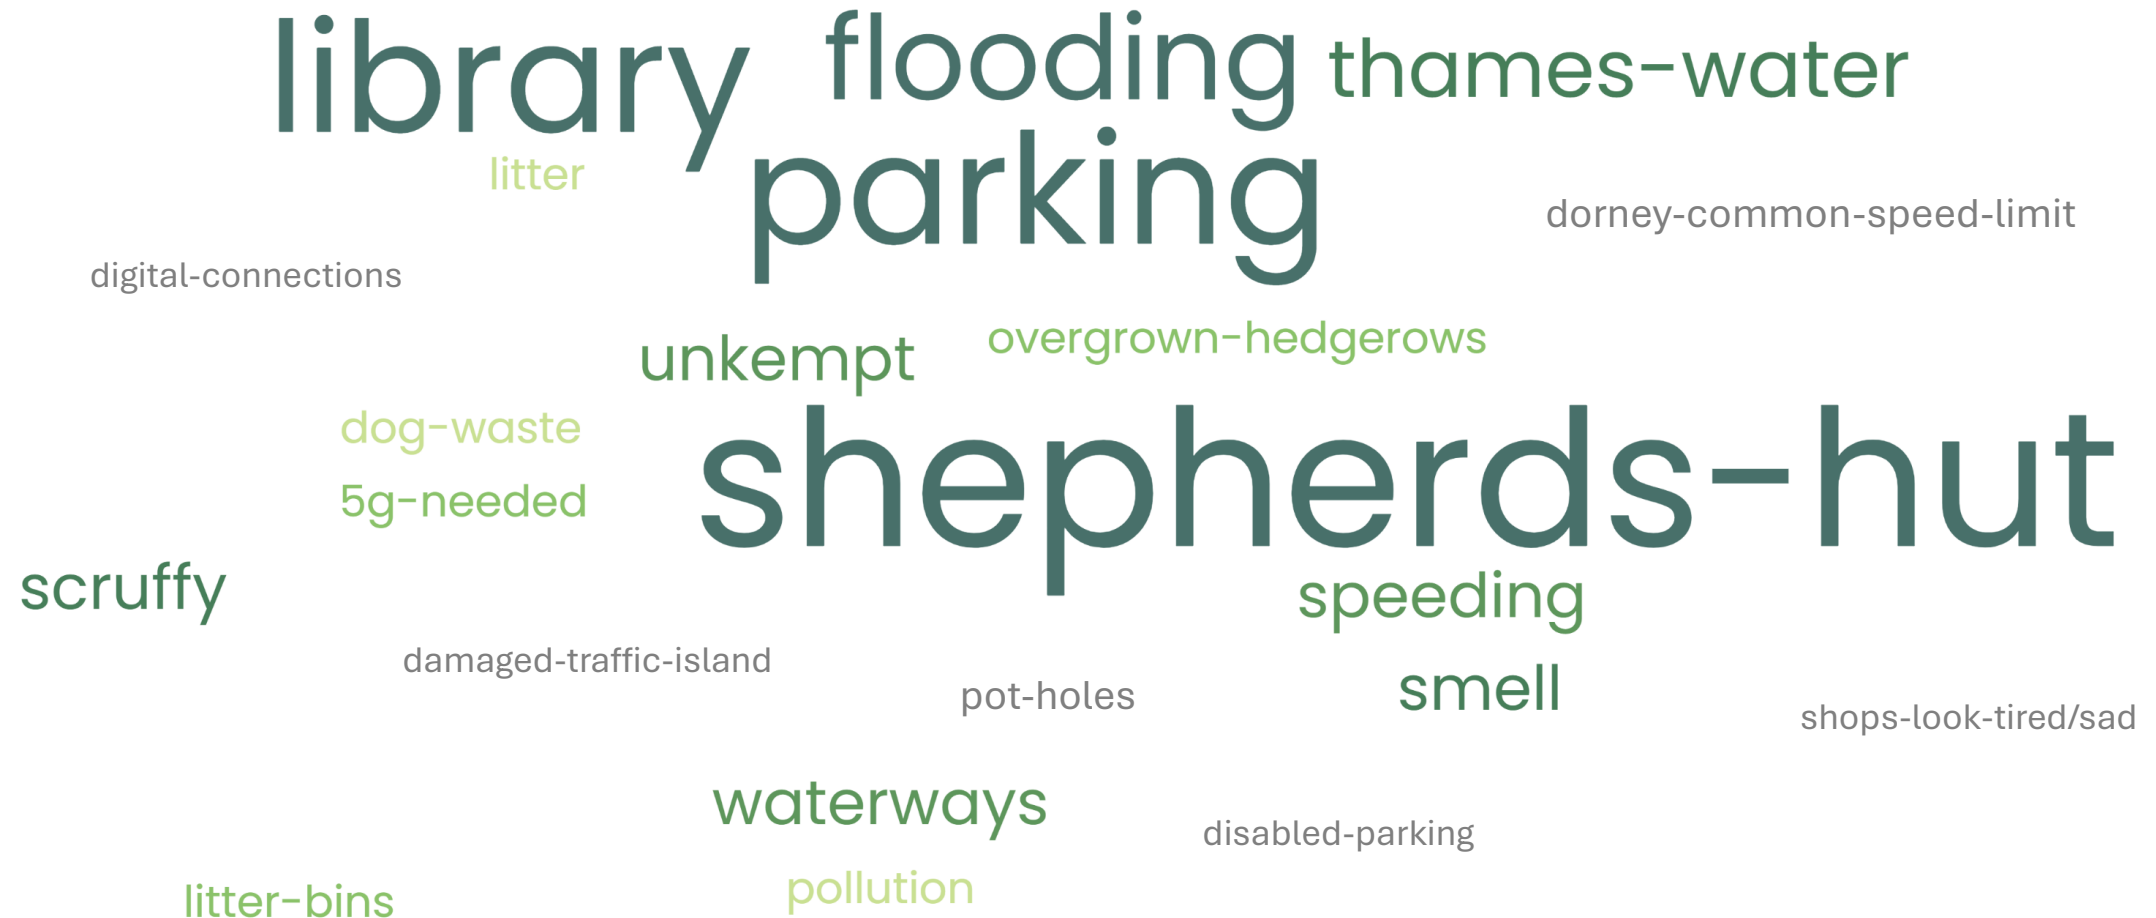 library
flooding
thames-water
litter
parking
dorney-common-speed-limit
digital-connections
unkempt
overgrown-hedgerows
dog-waste
shepherds-hut
5g-needed
scruffy
speeding
damaged-traffic-island
pot-holes
smell
shops-look-tired/sad
waterways
disabled-parking
pollution
litter-bins